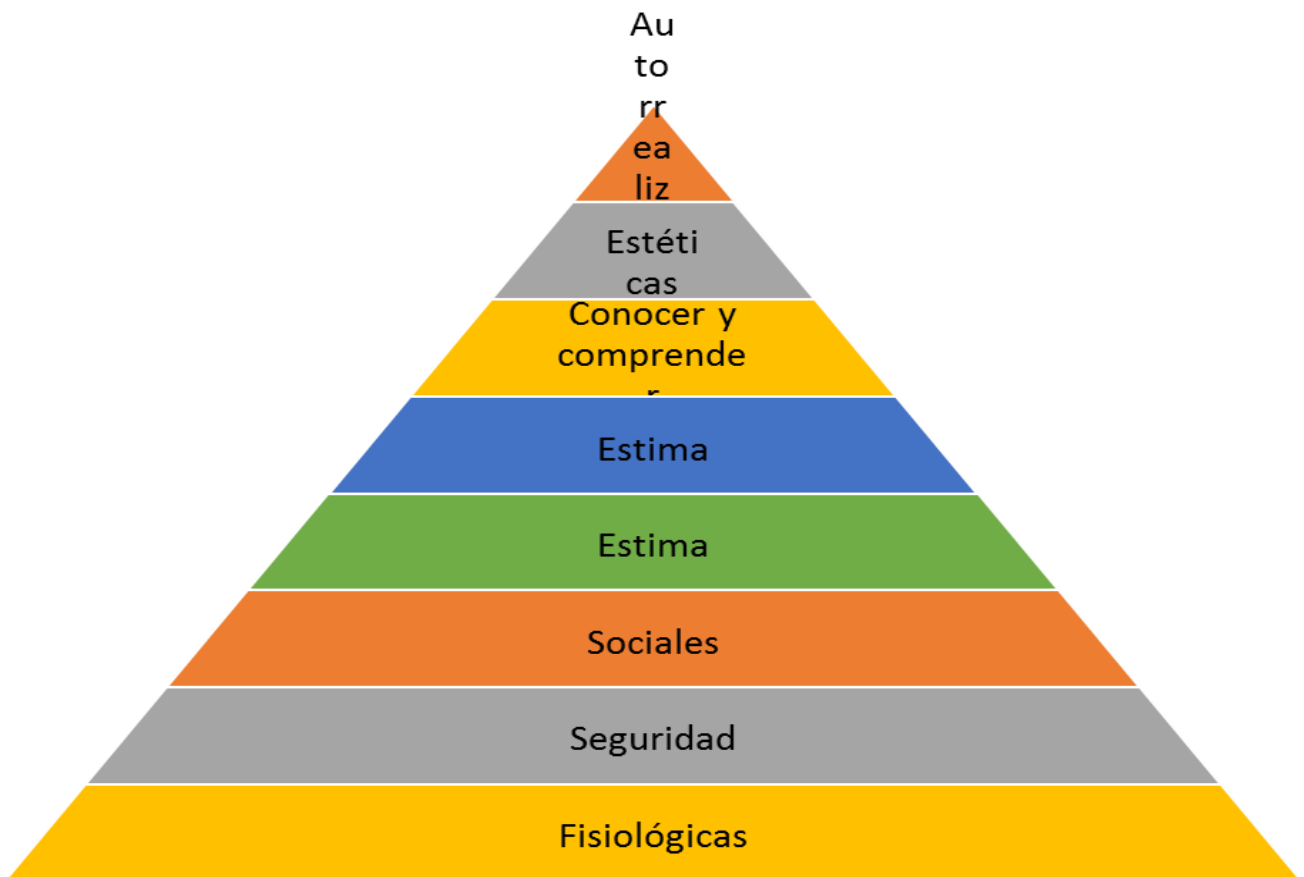 Au
to
rr
ea
liz
Estéti
cas
Conocer y
comprende
r
Estima
Estima
Sociales
Seguridad
Fisiológicas